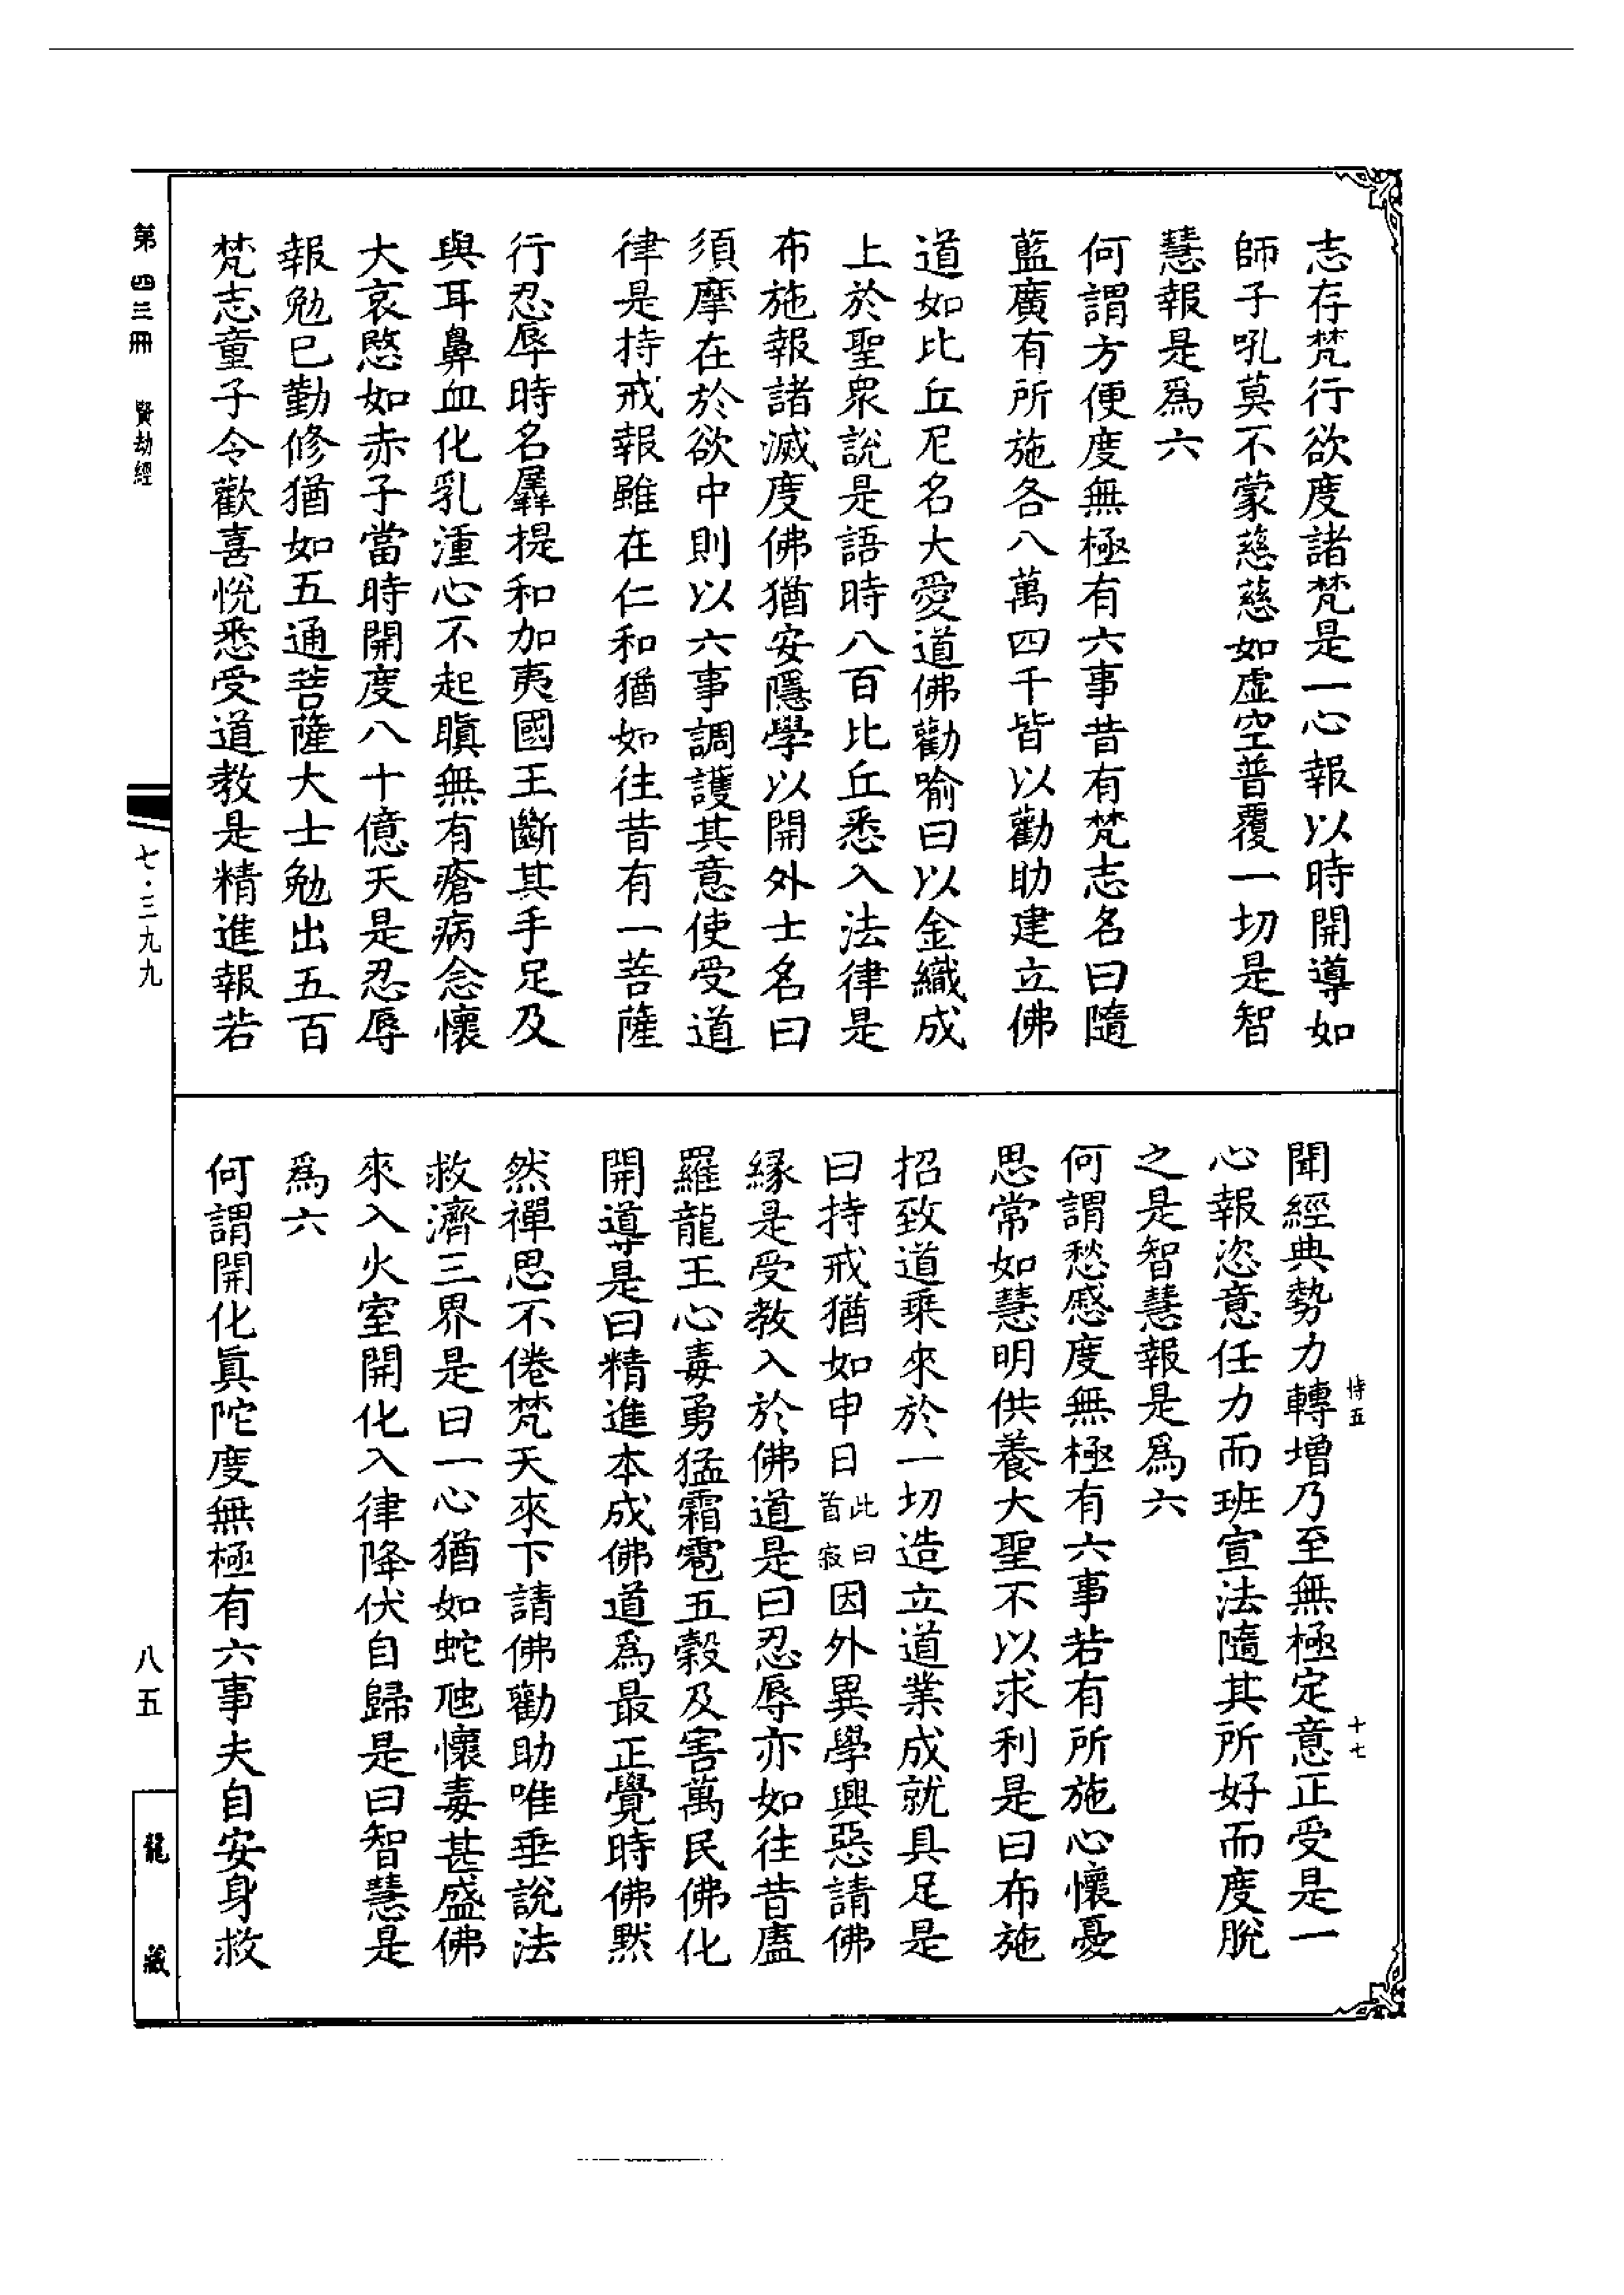 志存梵行欲度諸梵是一心報以時開導如
師子吼莫不蒙慈慈如虛空普覆一切是智
慧報是爲六
何謂方便度無極有六事昔有梵志名曰隨
藍廣有所施各八萬四千皆以勸助建立佛
道如比丘尼名大愛道佛勸喻曰以金織成
上於聖衆說是語時八百比丘悉入法律是
布施報諸滅度佛猶安隱學以開外士名曰
須摩在於欲中則以六事調護其意使受道
律是持戒報雖在仁和猶如往昔有一菩薩
行忍辱時名羼提和加夷國王斷其手足及
與耳鼻血化乳湩心不起瞋無有瘡病念懷
大哀愍如赤子當時開度八十億天是忍辱
報勉已勤修猶如五通菩薩大士勉出五百
梵志童子令歡喜悅悉受道教是精進報若
聞經典勢力轉增乃至無極定意正受是一
心報恣意任力而班宣法隨其所好而度脫
之是智慧報是爲六
何謂愁慼度無極有六事若有所施心懷憂
思常如慧明供養大聖不以求利是曰布施
招致道乘來於一切造立道業成就具足是
曰持戒猶如申日此曰首寂因外異學興惡請佛
緣是受教入於佛道是曰忍辱亦如往昔廬
羅龍王心毒勇猛霜雹五穀及害萬民佛化
開導是曰精進本成佛道爲最正覺時佛默
然禪思不倦梵天來下請佛勸助唯垂說法
救濟三界是曰一心猶如蛇虺懷毒甚盛佛
來入火室開化入律降伏自歸是曰智慧是
爲六
何謂開化眞陀度無極有六事夫自安身救
恃五
十七
第四三冊 賢劫經
七·三九九
八五
龍藏